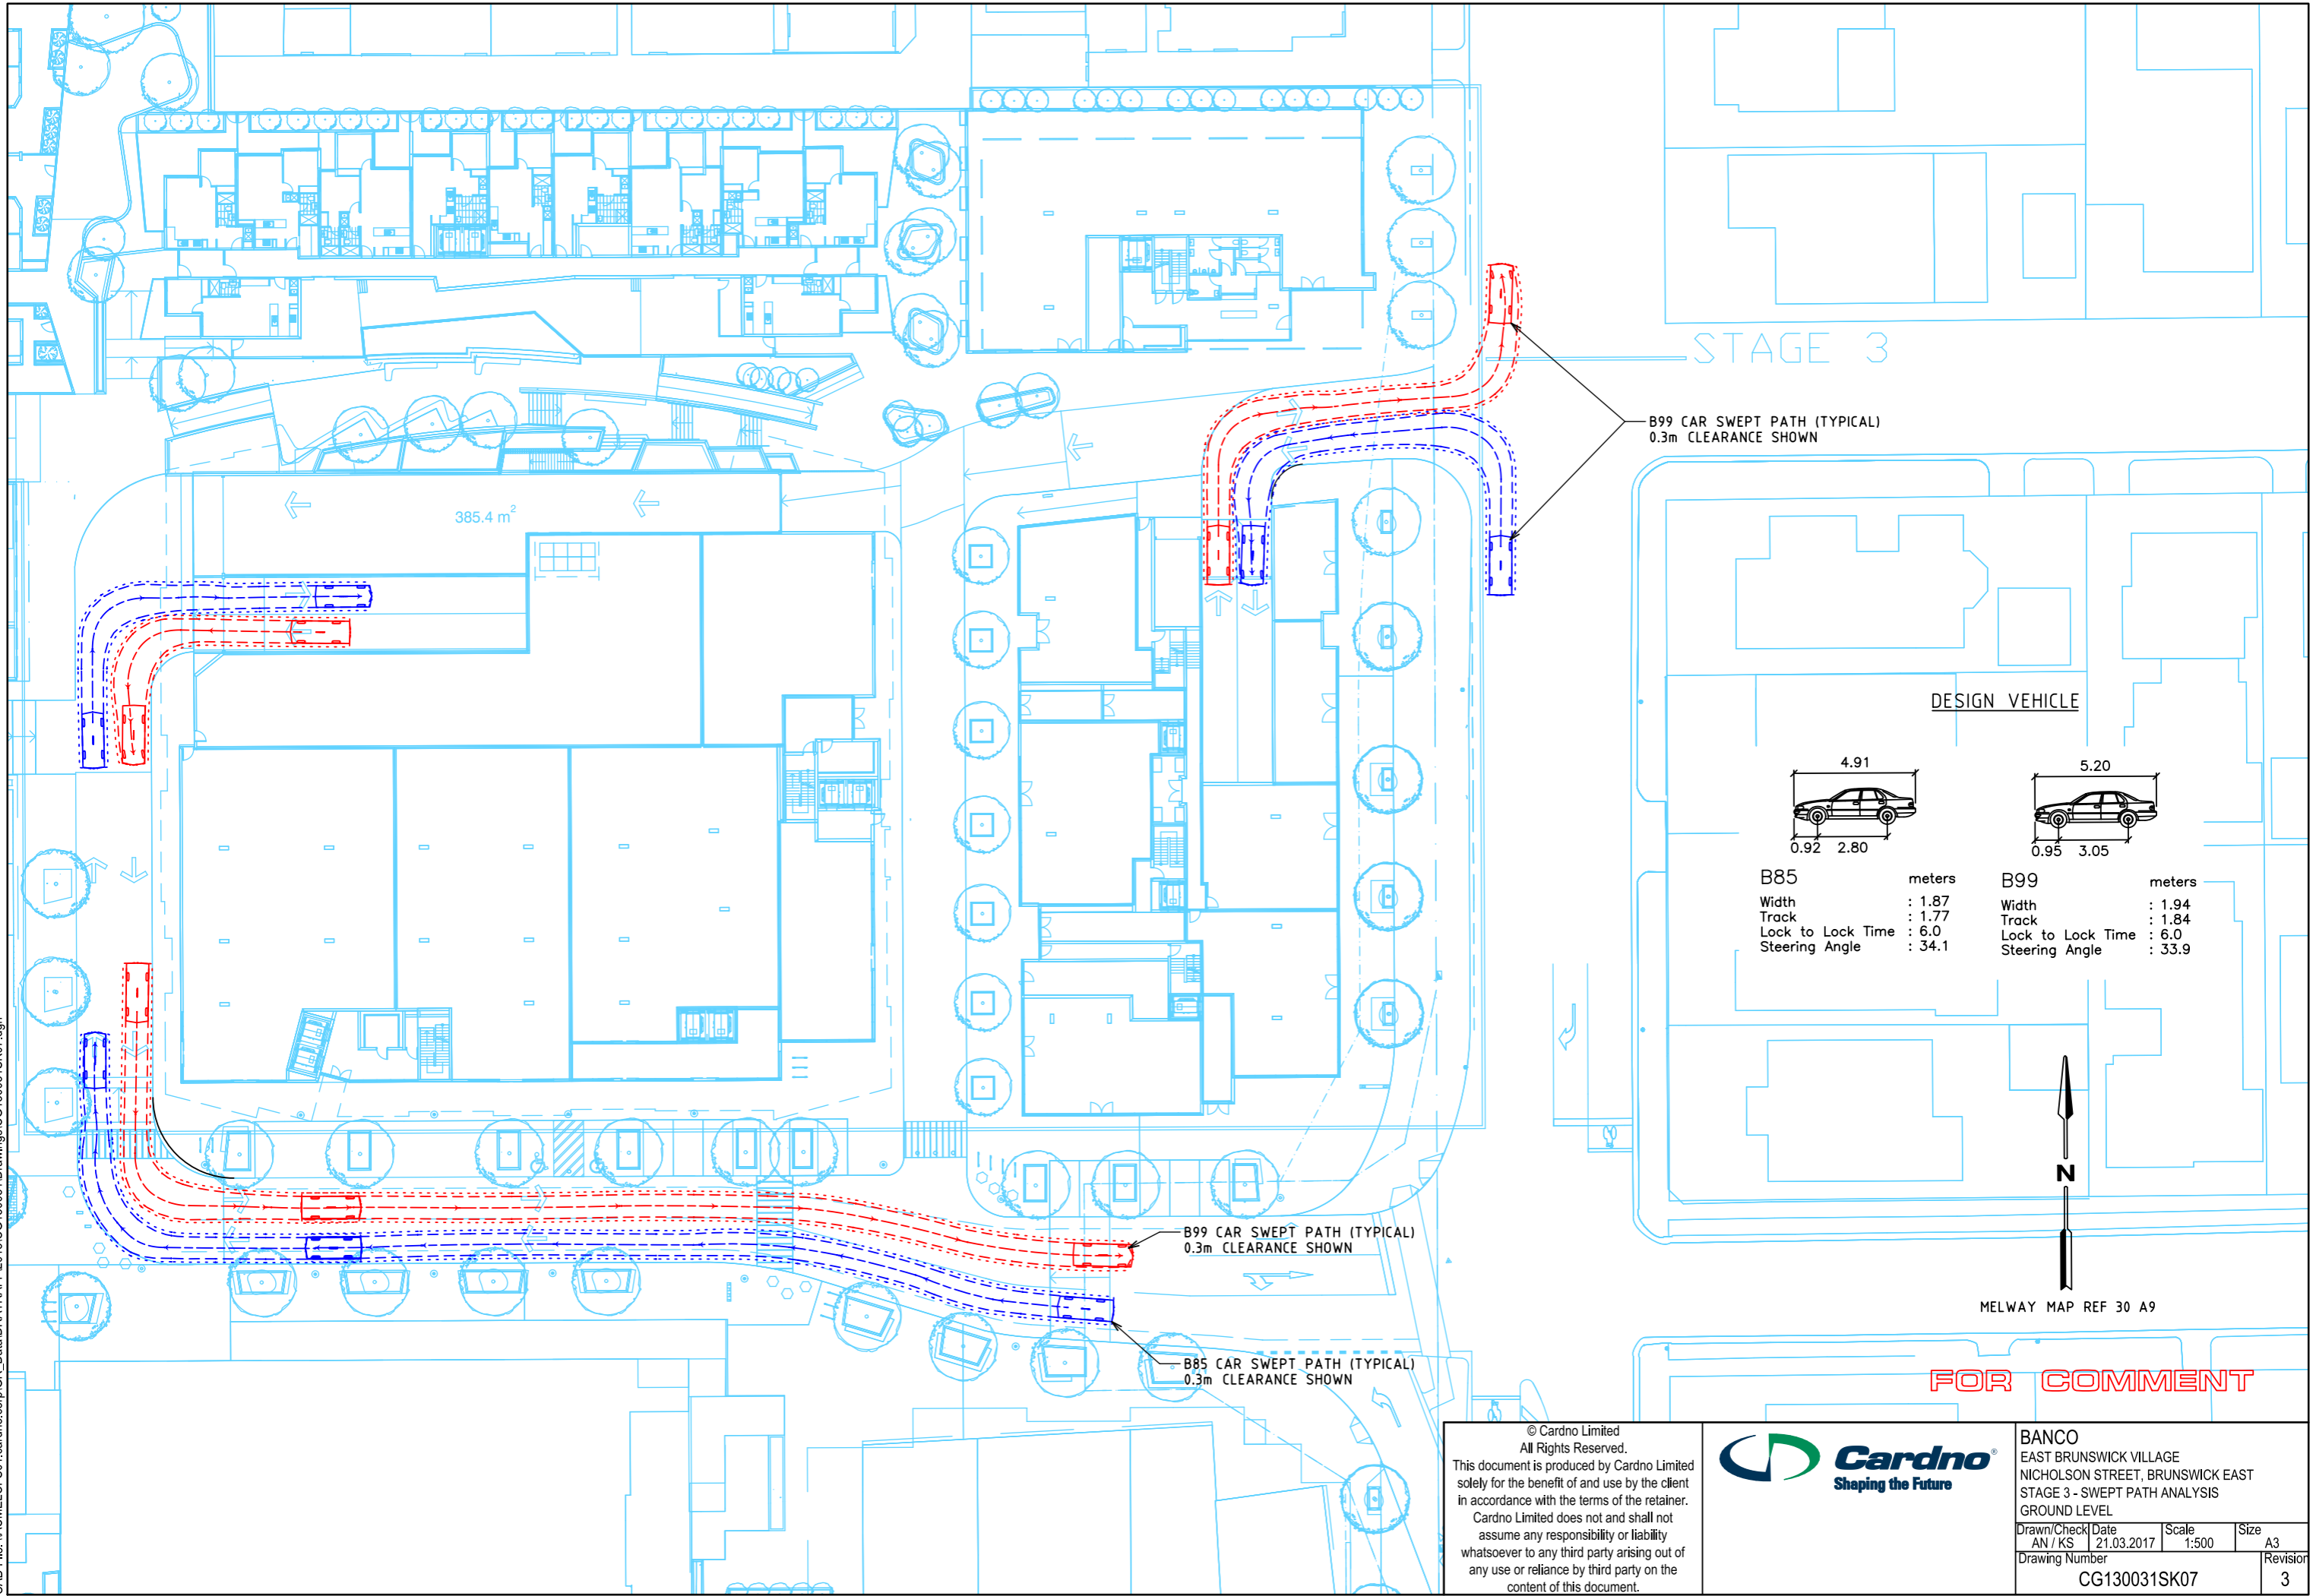 STAGE 3
B99 CAR SWEPT PATH (TYPICAL)
0.3m CLEARANCE SHOWN
385.4 m²
DESIGN VEHICLE
4.91
0.92 2.80
5.20
0.95 3.05
B85 meters
Width : 1.87
Track : 1.77
Lock to Lock Time : 6.0
Steering Angle : 34.1
B99 meters
Width : 1.94
Track : 1.84
Lock to Lock Time : 6.0
Steering Angle : 33.9
N
MELWAY MAP REF 30 A9
B99 CAR SWEPT PATH (TYPICAL)
0.3m CLEARANCE SHOWN
B85 CAR SWEPT PATH (TYPICAL)
0.3m CLEARANCE SHOWN
FOR COMMENT
© Cardno Limited
All Rights Reserved.
This document is produced by Cardno Limited
solely for the benefit of and use by the client
in accordance with the terms of the retainer.
Cardno Limited does not and shall not
assume any responsibility or liability
whatsoever to any third party arising out of
any use or reliance by third party on the
content of this document.
Cardno®
Shaping the Future
BANCO
EAST BRUNSWICK VILLAGE
NICHOLSON STREET, BRUNSWICK EAST
STAGE 3 - SWEPT PATH ANALYSIS
GROUND LEVEL
Drawn/Check Date Scale Size
AN / KS 21.03.2017 1:500 A3
Drawing Number Revision
CG130031SK07 3